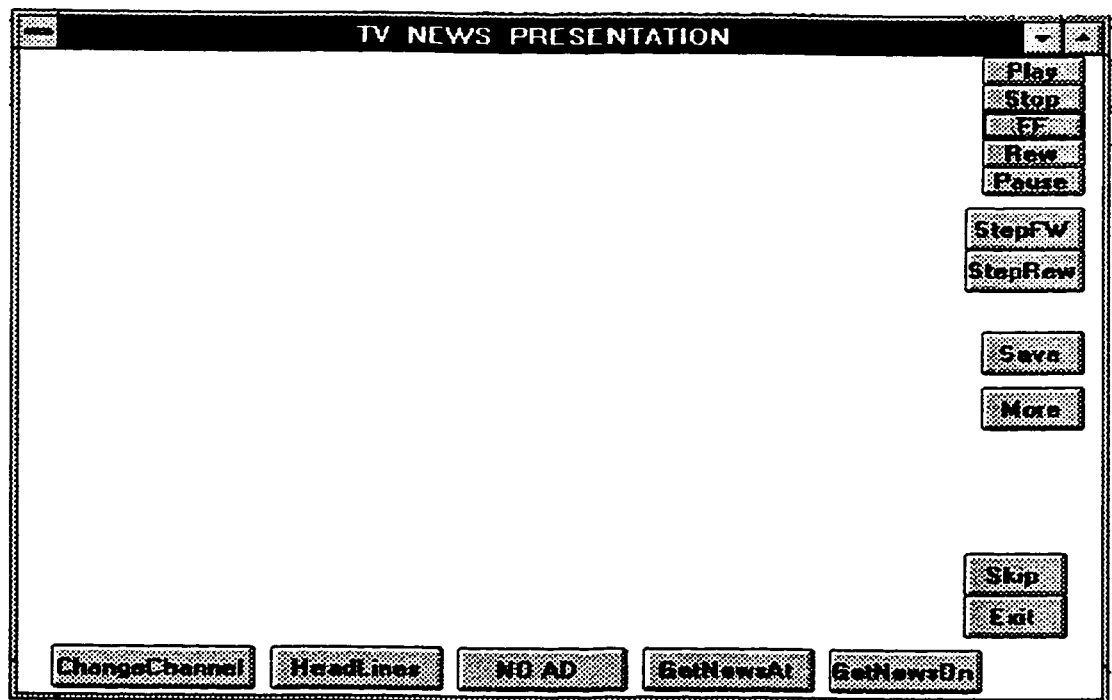 TV NEWS PRESENTATION
Play
Stop
FF
Rew
Pause
StepFW
StepRew
Save
More
Skip
Exit
ChangeChannel HeadLines NO AD GetNewsAt GetNewsOn